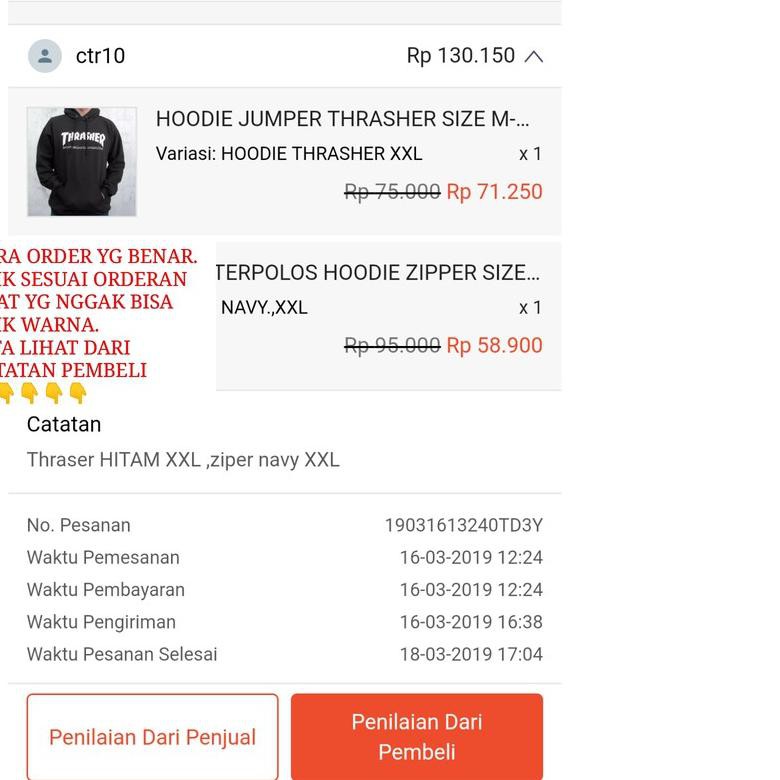 ctr10 Rp 130.150
HOODIE JUMPER THRASHER SIZE M-...
THRASHER
Variasi: HOODIE THRASHER XXL x 1
Rp 75.000 Rp 71.250
RA ORDER YG BENAR.
IK SESUAI ORDERAN
AT YG NGGAK BISA
IK WARNA.
TA LIHAT DARI
TATAN PEMBELI
👇👇👇👇
TERPOLOS HOODIE ZIPPER SIZE...
NAVY.,XXL x 1
Rp 95.000 Rp 58.900
Catatan
Thraser HITAM XXL ,ziper navy XXL
No. Pesanan 19031613240TD3Y
Waktu Pemesanan 16-03-2019 12:24
Waktu Pembayaran 16-03-2019 12:24
Waktu Pengiriman 16-03-2019 16:38
Waktu Pesanan Selesai 18-03-2019 17:04
Penilaian Dari Penjual
Penilaian Dari
Pembeli